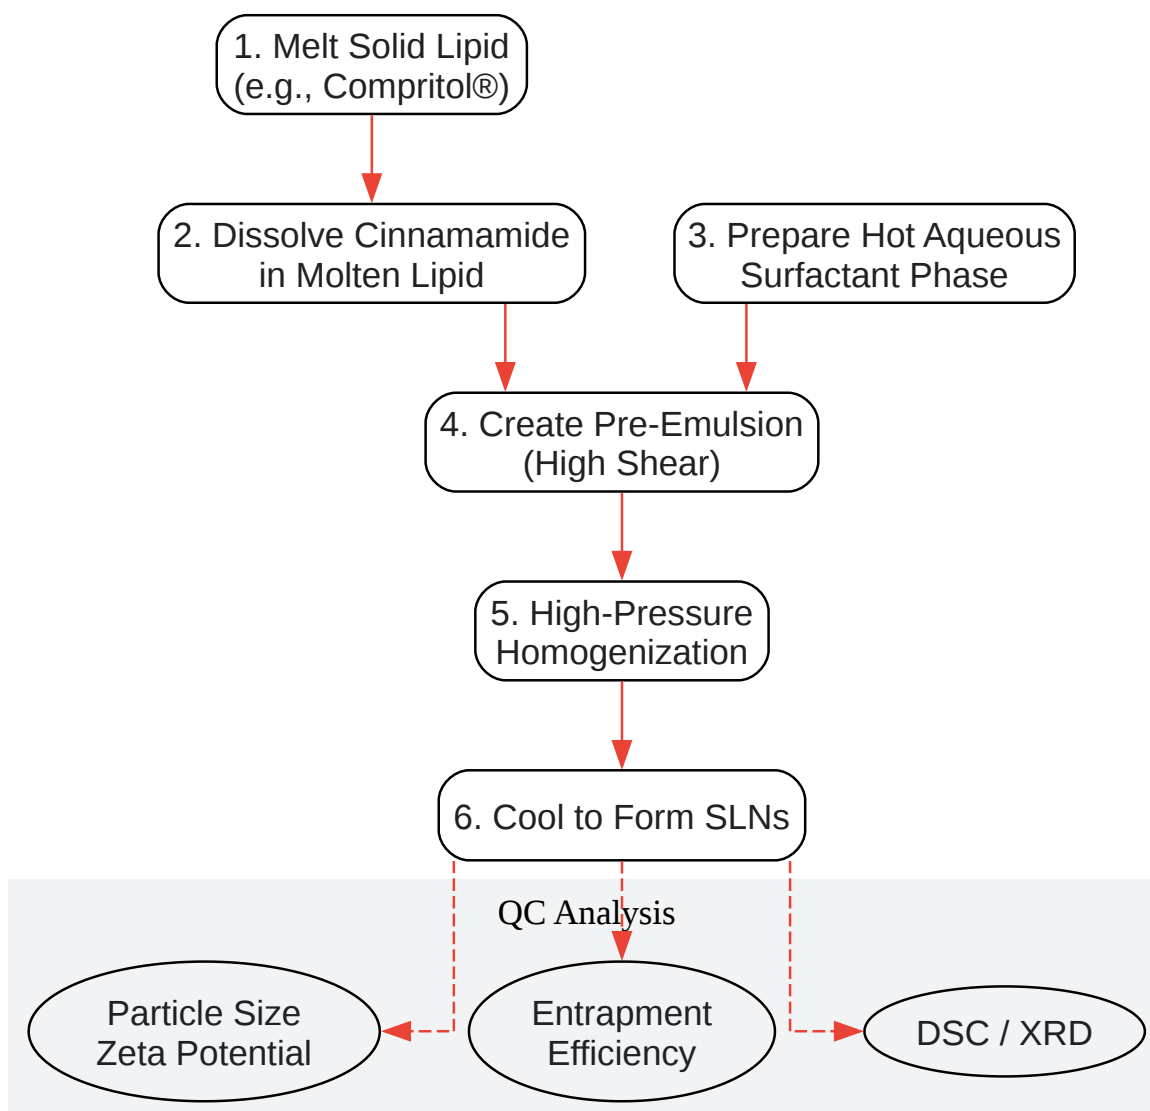 1. Melt Solid Lipid
(e.g., Compritol®)
2. Dissolve Cinnamamide
in Molten Lipid
3. Prepare Hot Aqueous
Surfactant Phase
4. Create Pre-Emulsion
(High Shear)
5. High-Pressure
Homogenization
6. Cool to Form SLNs
QC Analysis
Particle Size
Zeta Potential
Entrapment
Efficiency
DSC / XRD